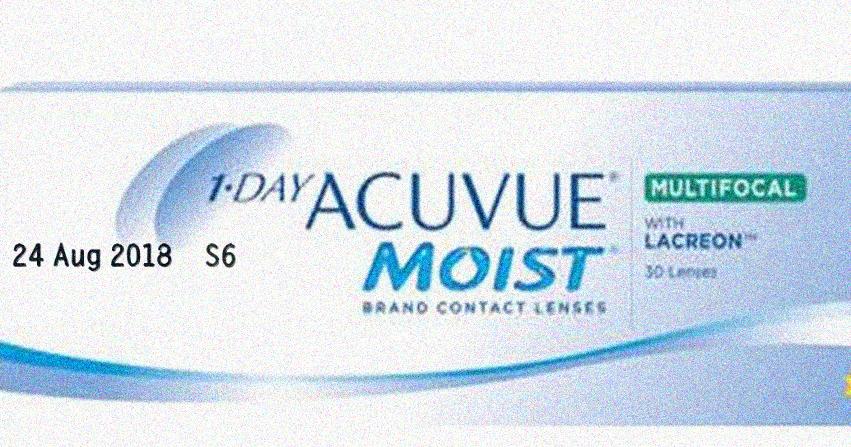 1·DAY ACUVUE®
MOIST®
BRAND CONTACT LENSES
MULTIFOCAL
WITH
LACREON™
30 Lenses
24 Aug 2018 S6